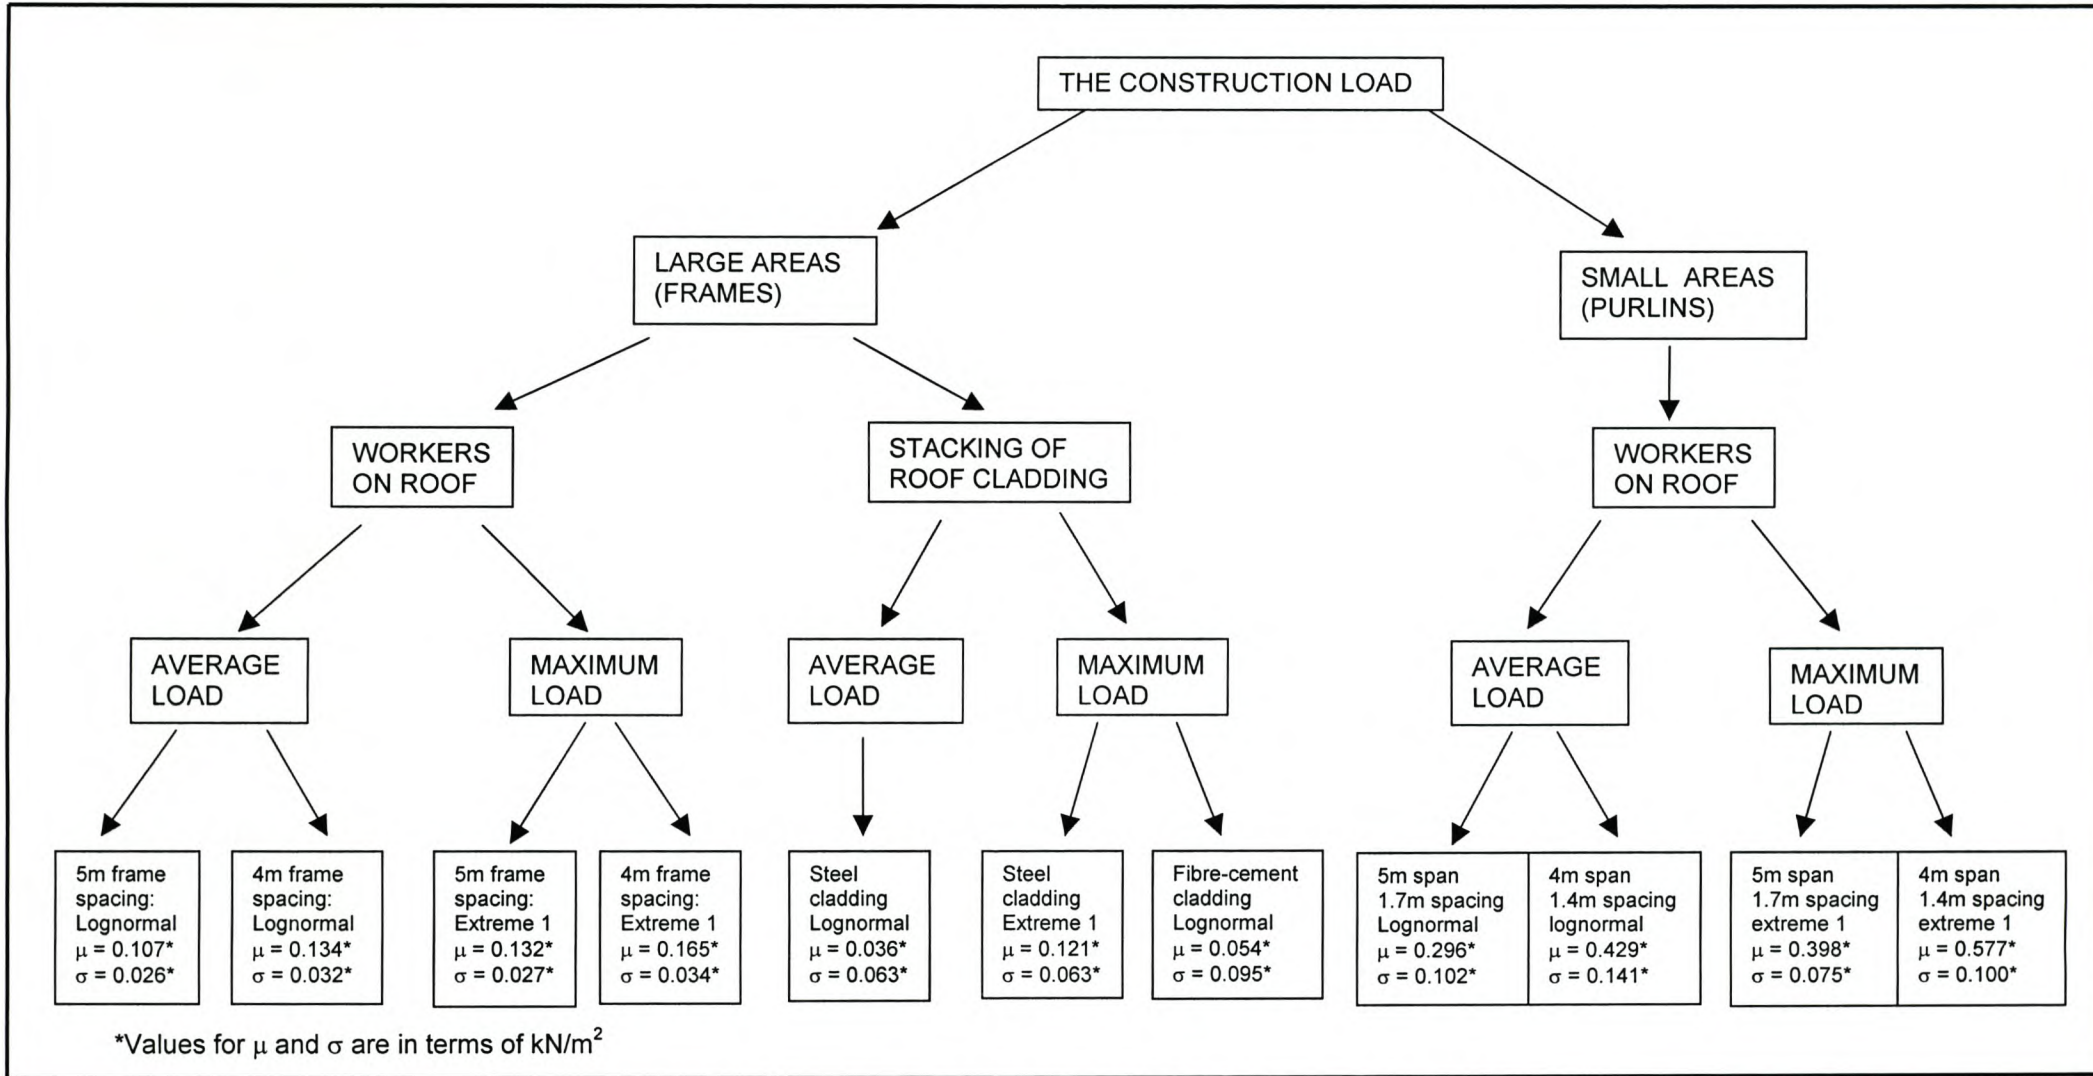 THE CONSTRUCTION LOAD
LARGE AREAS
(FRAMES)
SMALL AREAS
(PURLINS)
WORKERS
ON ROOF
STACKING OF
ROOF CLADDING
WORKERS
ON ROOF
AVERAGE
LOAD
MAXIMUM
LOAD
AVERAGE
LOAD
MAXIMUM
LOAD
AVERAGE
LOAD
MAXIMUM
LOAD
5m frame
spacing:
Lognormal
μ = 0.107*
σ = 0.026*
4m frame
spacing:
Lognormal
μ = 0.134*
σ = 0.032*
5m frame
spacing:
Extreme 1
μ = 0.132*
σ = 0.027*
4m frame
spacing:
Extreme 1
μ = 0.165*
σ = 0.034*
Steel
cladding
Lognormal
μ = 0.036*
σ = 0.063*
Steel
cladding
Extreme 1
μ = 0.121*
σ = 0.063*
Fibre-cement
cladding
Lognormal
μ = 0.054*
σ = 0.095*
5m span
1.7m spacing
Lognormal
μ = 0.296*
σ = 0.102*
4m span
1.4m spacing
lognormal
μ = 0.429*
σ = 0.141*
5m span
1.7m spacing
extreme 1
μ = 0.398*
σ = 0.075*
4m span
1.4m spacing
extreme 1
μ = 0.577*
σ = 0.100*
*Values for μ and σ are in terms of kN/m²